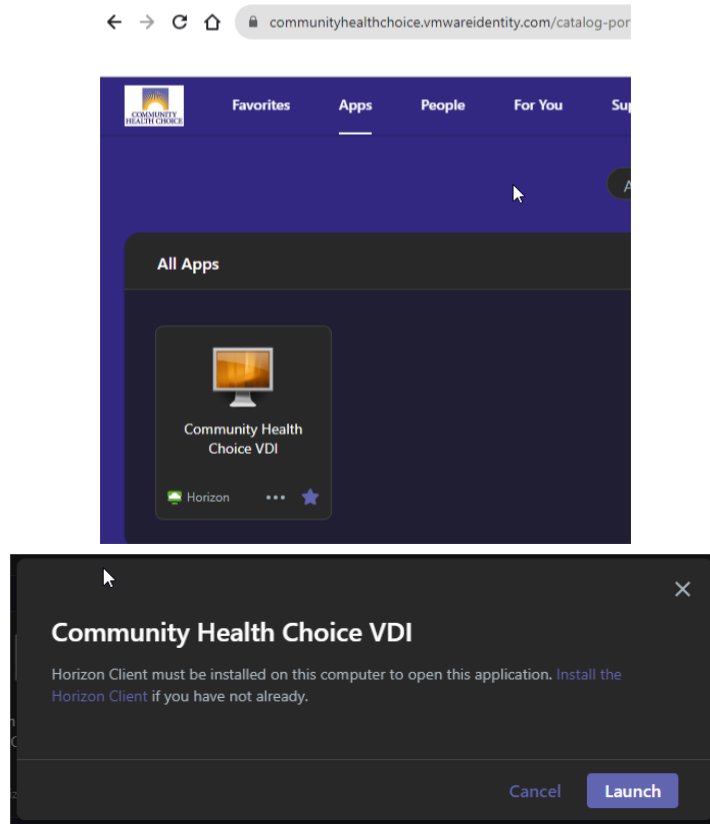 communityhealthchoice.vmwareidentity.com/catalog-por
COMMUNITY
HEALTH CHOICE
Favorites Apps People For You Sup
A
All Apps
Community Health
Choice VDI
Horizon
Community Health Choice VDI
Horizon Client must be installed on this computer to open this application. Install the
Horizon Client if you have not already.
Cancel Launch